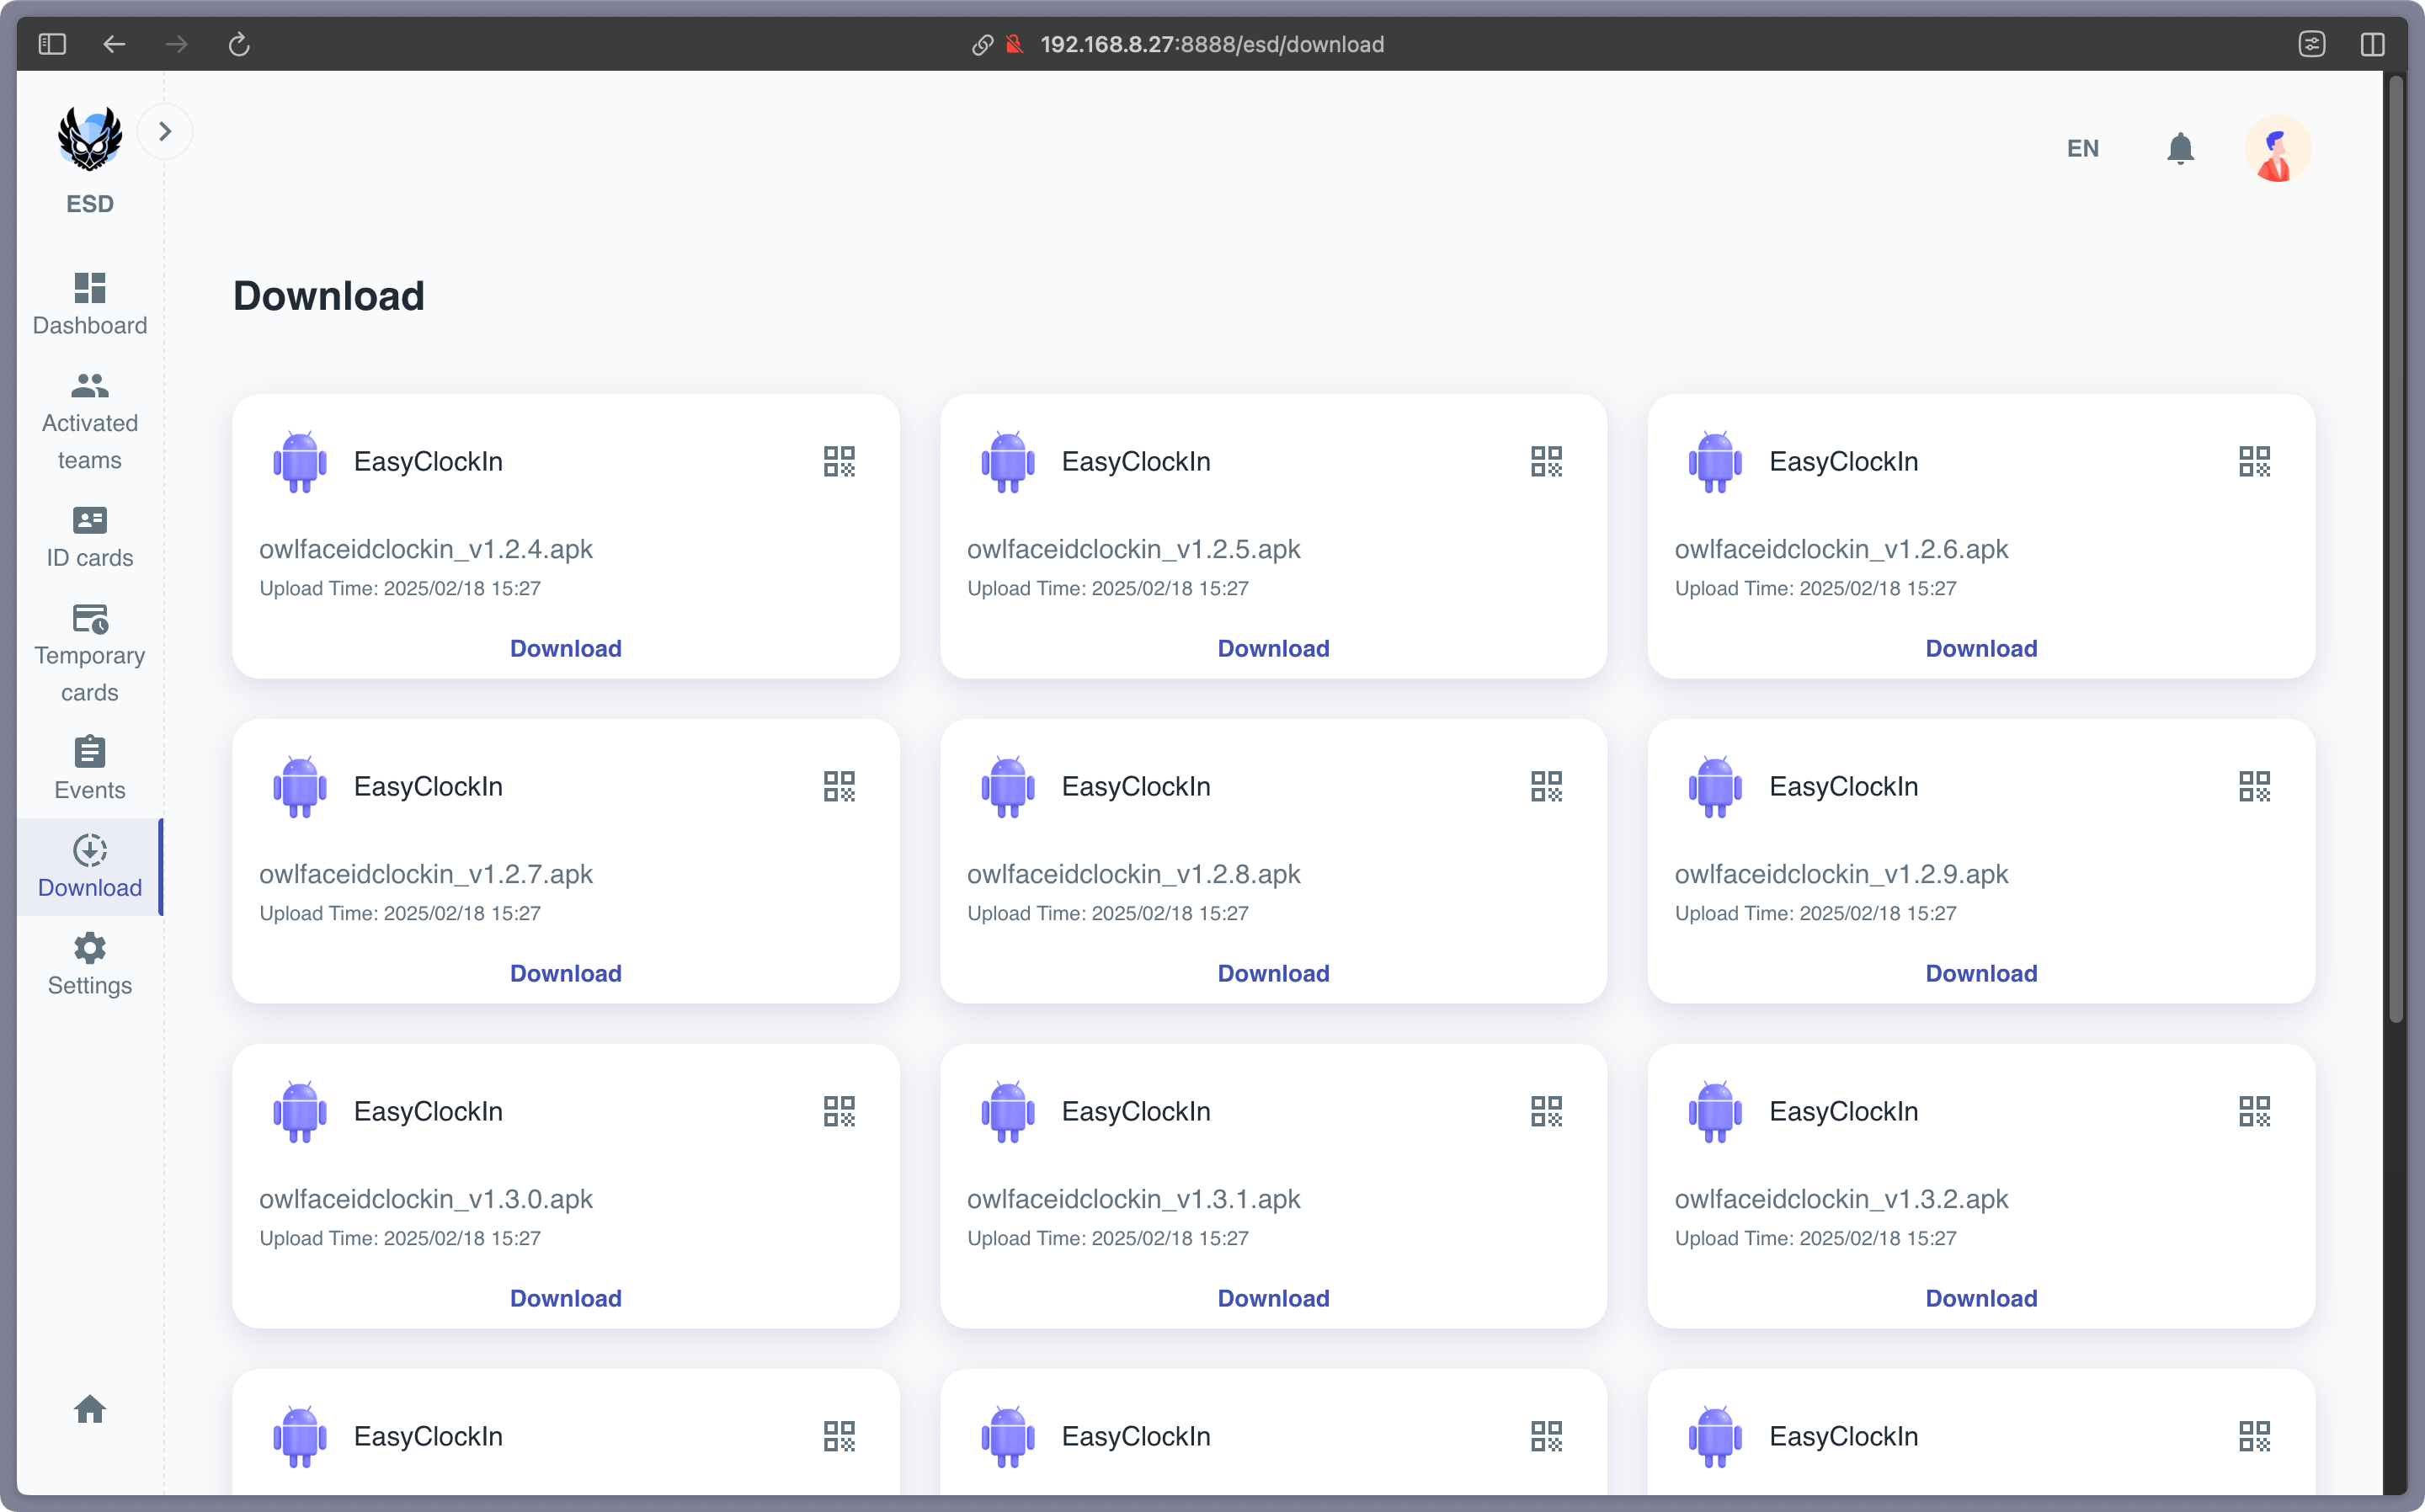 192.168.8.27:8888/esd/download
EN
ESD
Dashboard
Activated
teams
ID cards
Temporary
cards
Events
Download
Settings
Download
EasyClockIn
owlfaceidclockin_v1.2.4.apk
Upload Time: 2025/02/18 15:27
Download
EasyClockIn
owlfaceidclockin_v1.2.5.apk
Upload Time: 2025/02/18 15:27
Download
EasyClockIn
owlfaceidclockin_v1.2.6.apk
Upload Time: 2025/02/18 15:27
Download
EasyClockIn
owlfaceidclockin_v1.2.7.apk
Upload Time: 2025/02/18 15:27
Download
EasyClockIn
owlfaceidclockin_v1.2.8.apk
Upload Time: 2025/02/18 15:27
Download
EasyClockIn
owlfaceidclockin_v1.2.9.apk
Upload Time: 2025/02/18 15:27
Download
EasyClockIn
owlfaceidclockin_v1.3.0.apk
Upload Time: 2025/02/18 15:27
Download
EasyClockIn
owlfaceidclockin_v1.3.1.apk
Upload Time: 2025/02/18 15:27
Download
EasyClockIn
owlfaceidclockin_v1.3.2.apk
Upload Time: 2025/02/18 15:27
Download
EasyClockIn
EasyClockIn
EasyClockIn